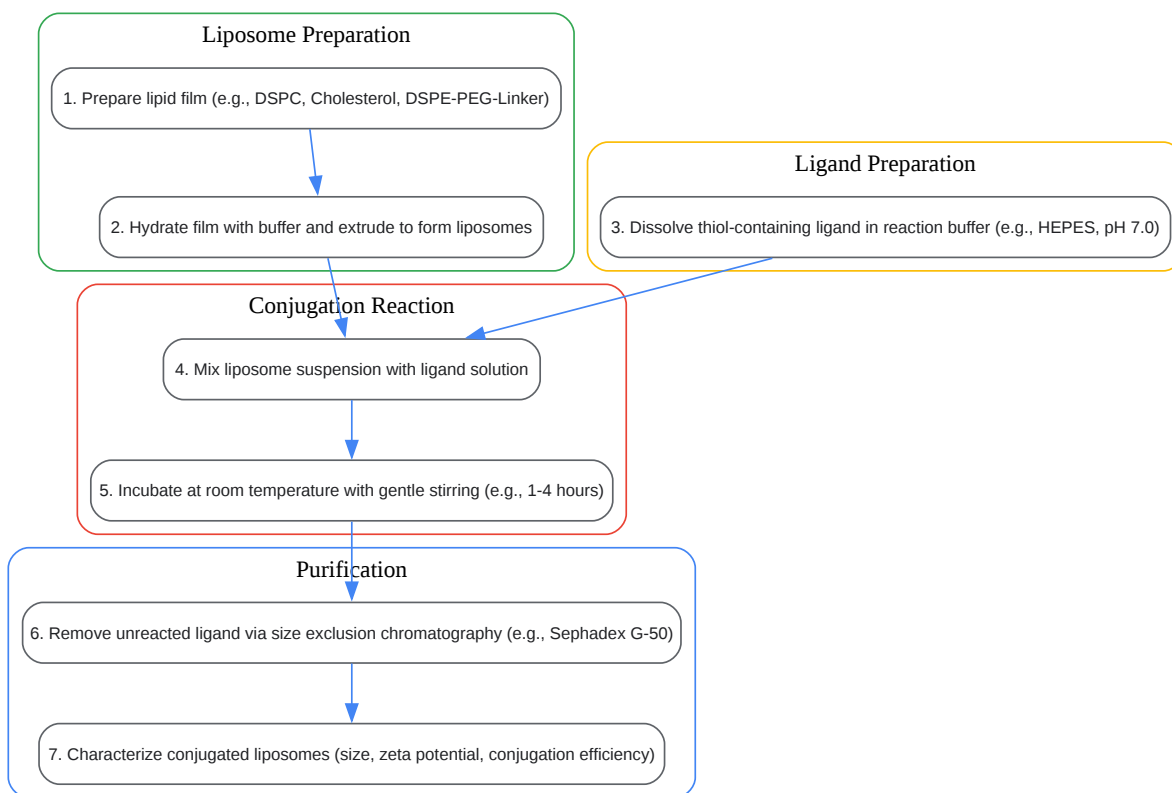 Liposome Preparation
1. Prepare lipid film (e.g., DSPC, Cholesterol, DSPE-PEG-Linker)
2. Hydrate film with buffer and extrude to form liposomes
Ligand Preparation
3. Dissolve thiol-containing ligand in reaction buffer (e.g., HEPES, pH 7.0)
Conjugation Reaction
4. Mix liposome suspension with ligand solution
5. Incubate at room temperature with gentle stirring (e.g., 1-4 hours)
Purification
6. Remove unreacted ligand via size exclusion chromatography (e.g., Sephadex G-50)
7. Characterize conjugated liposomes (size, zeta potential, conjugation efficiency)